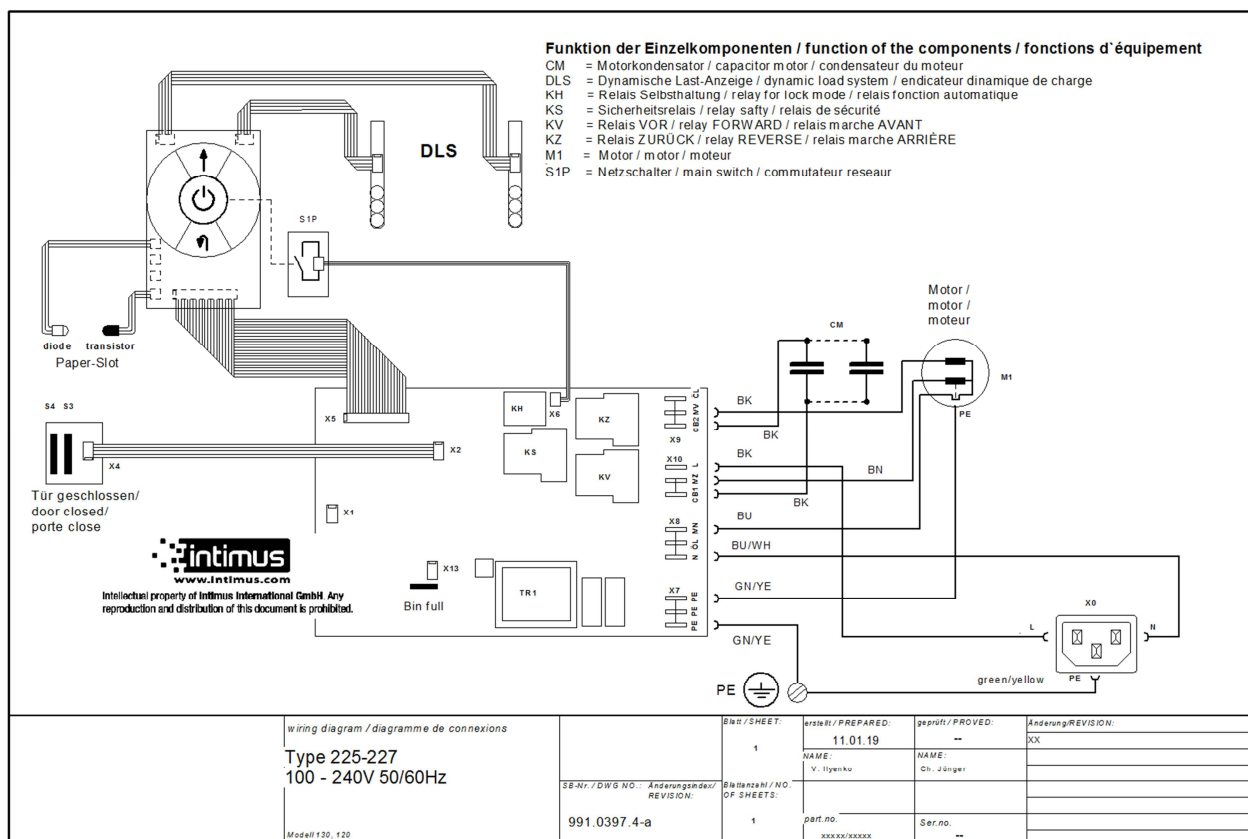 Funktion der Einzelkomponenten / function of the components / fonctions d`équipement
CM = Motorkondensator / capacitor motor / condensateur du moteur
DLS = Dynamische Last-Anzeige / dynamic load system / endicateur dinamique de charge
KH = Relais Selbsthaltung / relay for lock mode / relais fonction automatique
KS = Sicherheitsrelais / relay safty / relais de sécurité
KV = Relais VOR / relay FORWARD / relais marche AVANT
KZ = Relais ZURÜCK / relay REVERSE / relais marche ARRIÈRE
M1 = Motor / motor / moteur
S1P = Netzschalter / main switch / commutateur reseaur
DLS
S1P
diode transistor
Paper-Slot
Motor /
motor /
moteur
CM
M1
PE
S4 S3
X4
Tür geschlossen/
door closed/
porte close
X5
X2
X1
KH
X6
KZ
KS
KV
X9
CB2 MV CL
X10
CB1 MZ L
X8
N ÖL MN
X7
PE PE PE
BK
BK
BK
BN
BK
BU
BU/WH
GN/YE
GN/YE
X13
Bin full
TR1
intimus
www.intimus.com
Intellectual property of Intimus International GmbH. Any
reproduction and distribution of this document is prohibited.
X0
L
N
PE
green/yellow
PE
wiring diagram / diagramme de connexions
Type 225-227
100 - 240V 50/60Hz
Modell 130, 120
SB-Nr. / DWG NO.: Änderungsindex/
REVISION:
991.0397.4-a
Blatt / SHEET:
1
Blattanzahl / NO.
OF SHEETS:
1
erstellt / PREPARED:
11.01.19
NAME:
V. Ilyenko
part.no.
xxxxx/xxxxx
geprüft / PROVED:
--
NAME:
Ch. Jünger
Ser.no.
--
Änderung/REVISION:
XX